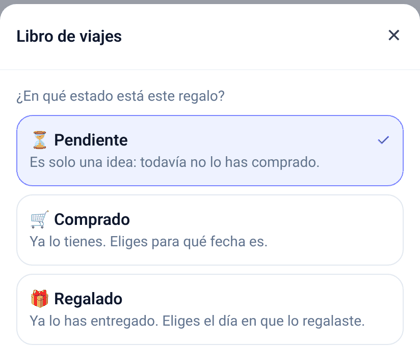 Libro de viajes
¿En qué estado está este regalo?
Pendiente
Es solo una idea: todavía no lo has comprado.
Comprado
Ya lo tienes. Eliges para qué fecha es.
Regalado
Ya lo has entregado. Eliges el día en que lo regalaste.